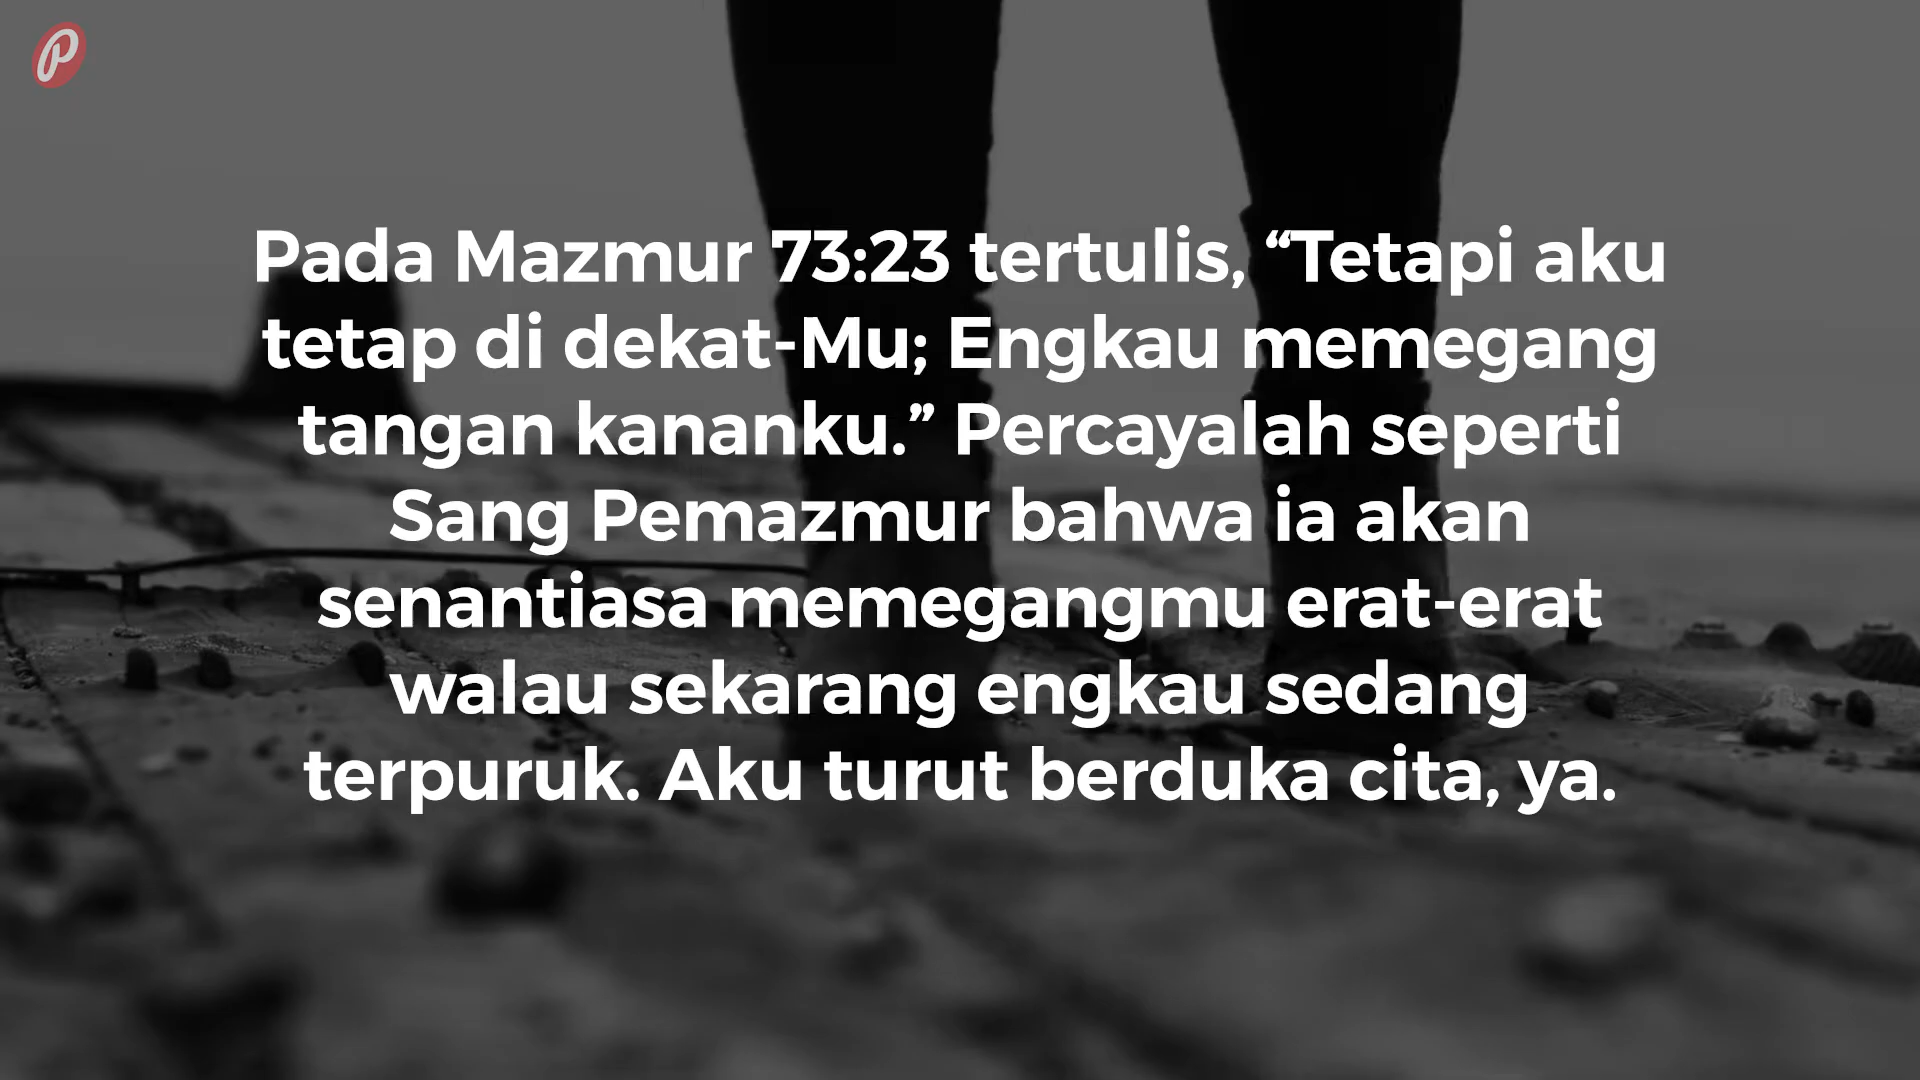 P
Pada Mazmur 73:23 tertulis, “Tetapi aku
tetap di dekat-Mu; Engkau memegang
tangan kananku.” Percayalah seperti
Sang Pemazmur bahwa ia akan
senantiasa memegangmu erat-erat
walau sekarang engkau sedang
terpuruk. Aku turut berduka cita, ya.